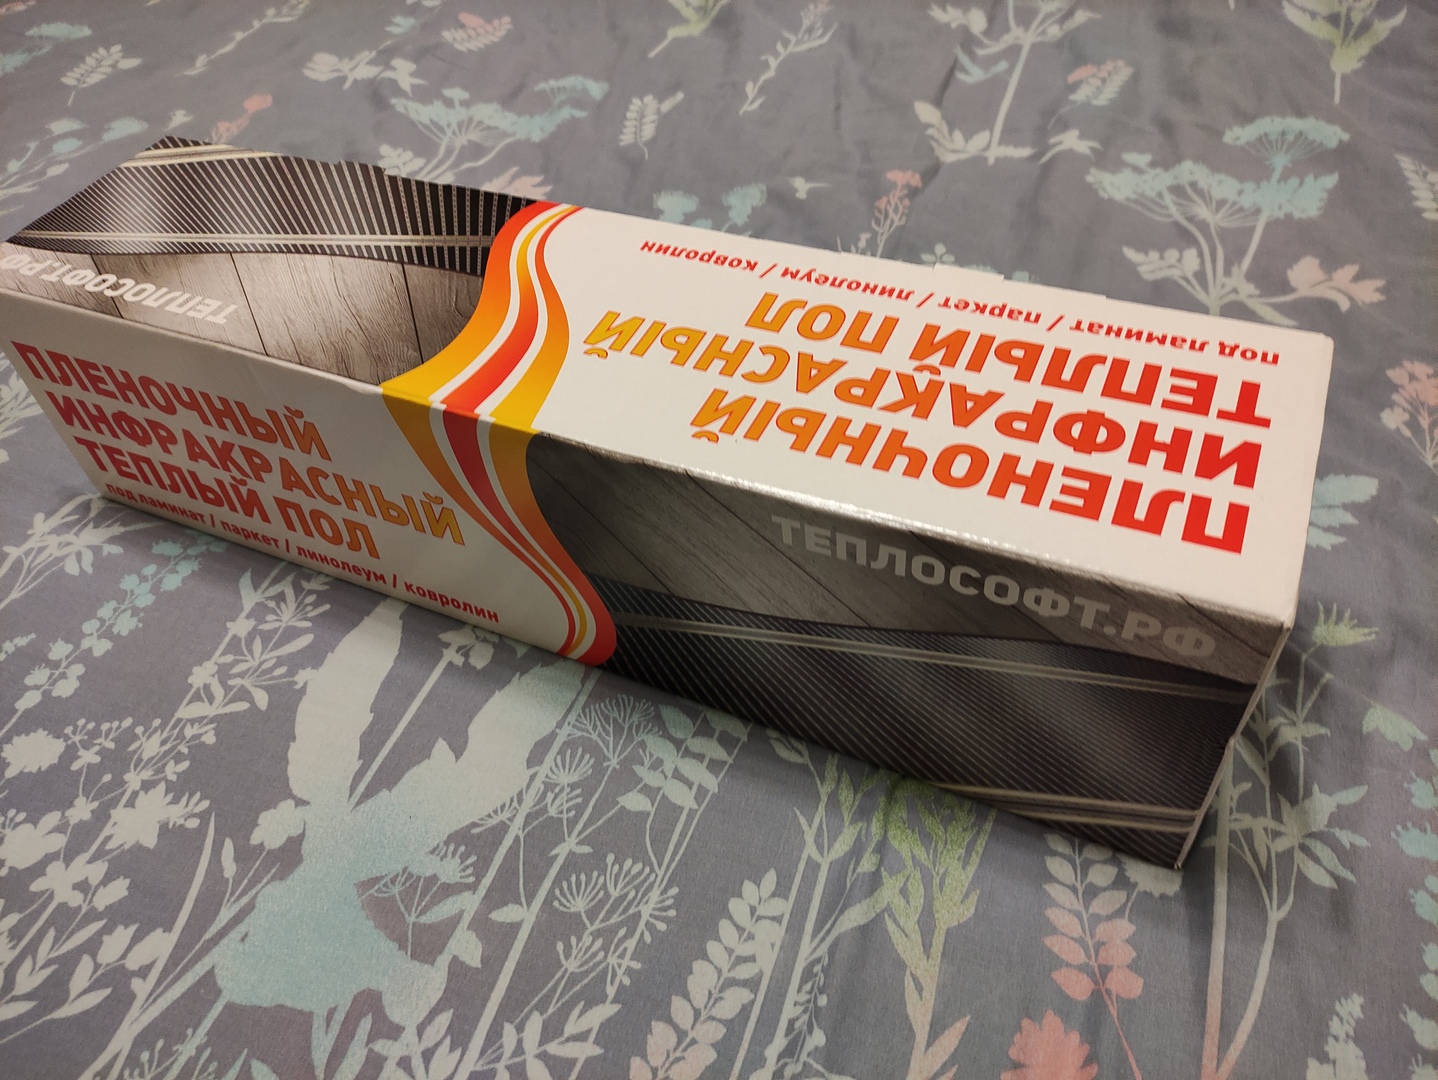 ТЕПЛОСОФТ.РФ
ПЛЕНОЧНЫЙ
ИНФРАКРАСНЫЙ
ТЕПЛЫЙ ПОЛ
под ламинат / паркет / линолеум / ковролин
ПЛЕНОЧНЫЙ
ИНФРАКРАСНЫЙ
ТЕПЛЫЙ ПОЛ
под ламинат / паркет / линолеум / ковролин
ТЕПЛОСОФТ.РФ